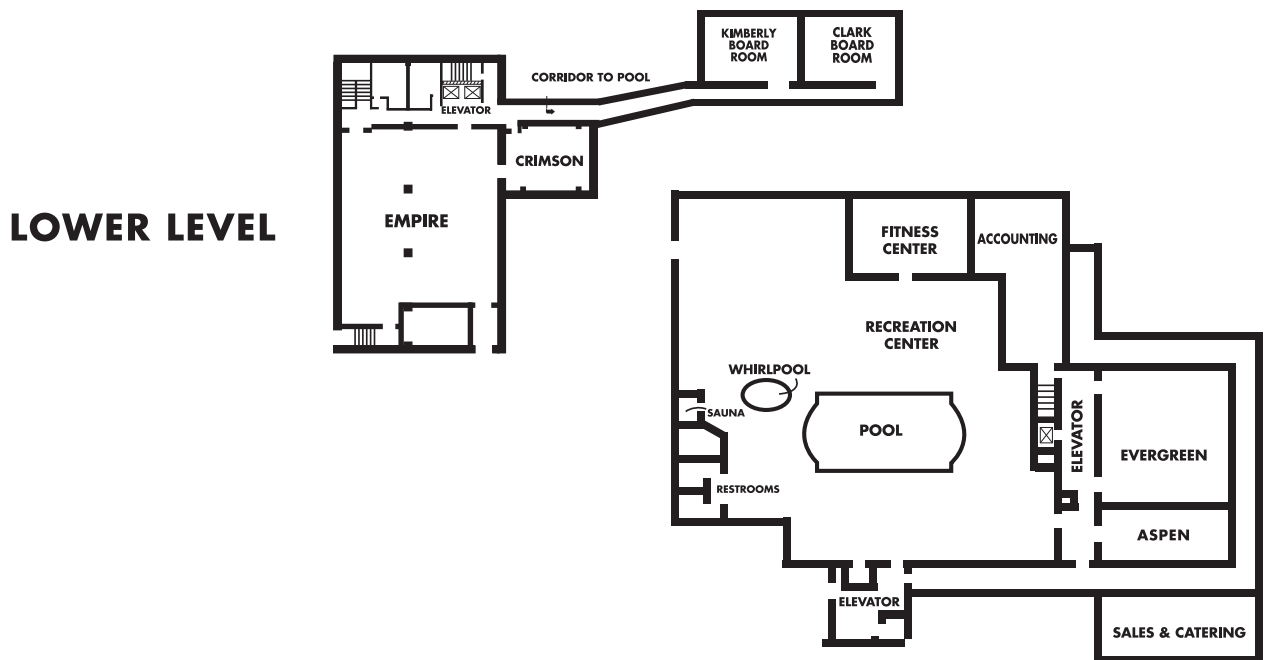 KIMBERLY
BOARD
ROOM
CLARK
BOARD
ROOM
CORRIDOR TO POOL
ELEVATOR
CRIMSON
LOWER LEVEL
EMPIRE
FITNESS
CENTER
ACCOUNTING
RECREATION
CENTER
WHIRLPOOL
SAUNA
POOL
ELEVATOR
EVERGREEN
RESTROOMS
ASPEN
ELEVATOR
SALES & CATERING